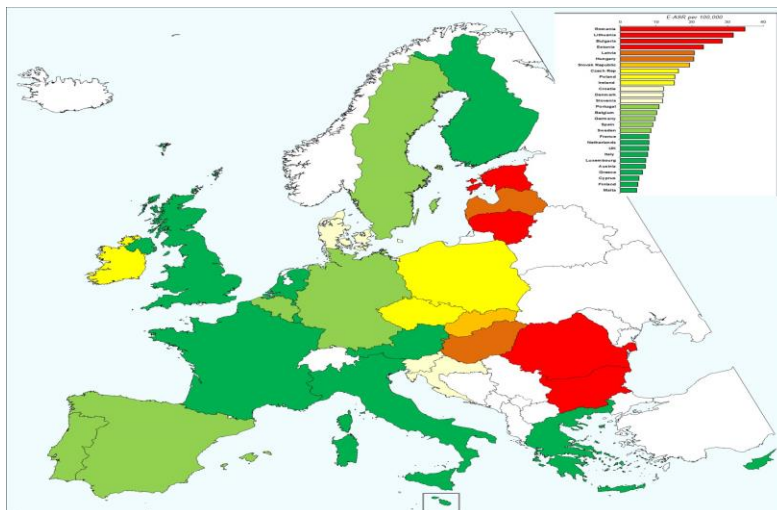 C-ASR per 100,000
0 10 20 30 40
Romania
Lithuania
Bulgaria
Estonia
Latvia
Hungary
Slovak Republic
Czech Rep
Poland
Ireland
Croatia
Denmark
Slovenia
Portugal
Belgium
Germany
Spain
Sweden
France
Netherlands
UK
Italy
Luxembourg
Austria
Greece
Cyprus
Finland
Malta